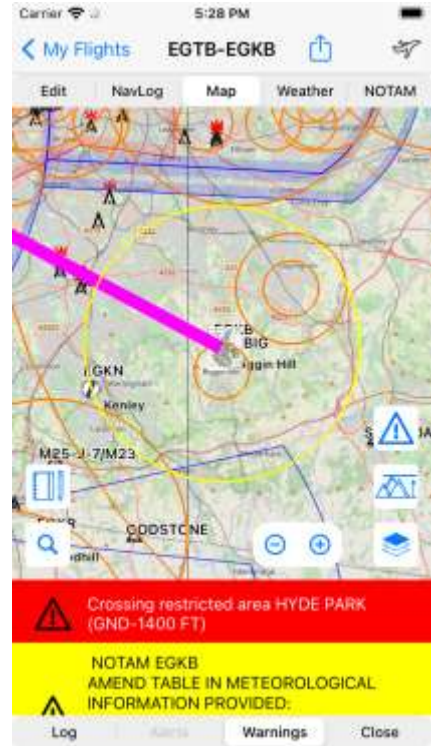 Carrier 5:28 PM
My Flights EGTB-EGKB
Edit NavLog Map Weather NOTAM
EGKB
BIG
ggin Hill
EGKN
Kenley
M25-J-7/M23
GODSTONE
dhill
Crossing restricted area HYDE PARK
(GND-1400 FT)
NOTAM EGKB
AMEND TABLE IN METEOROLOGICAL
INFORMATION PROVIDED:
Log Alerts Warnings Close